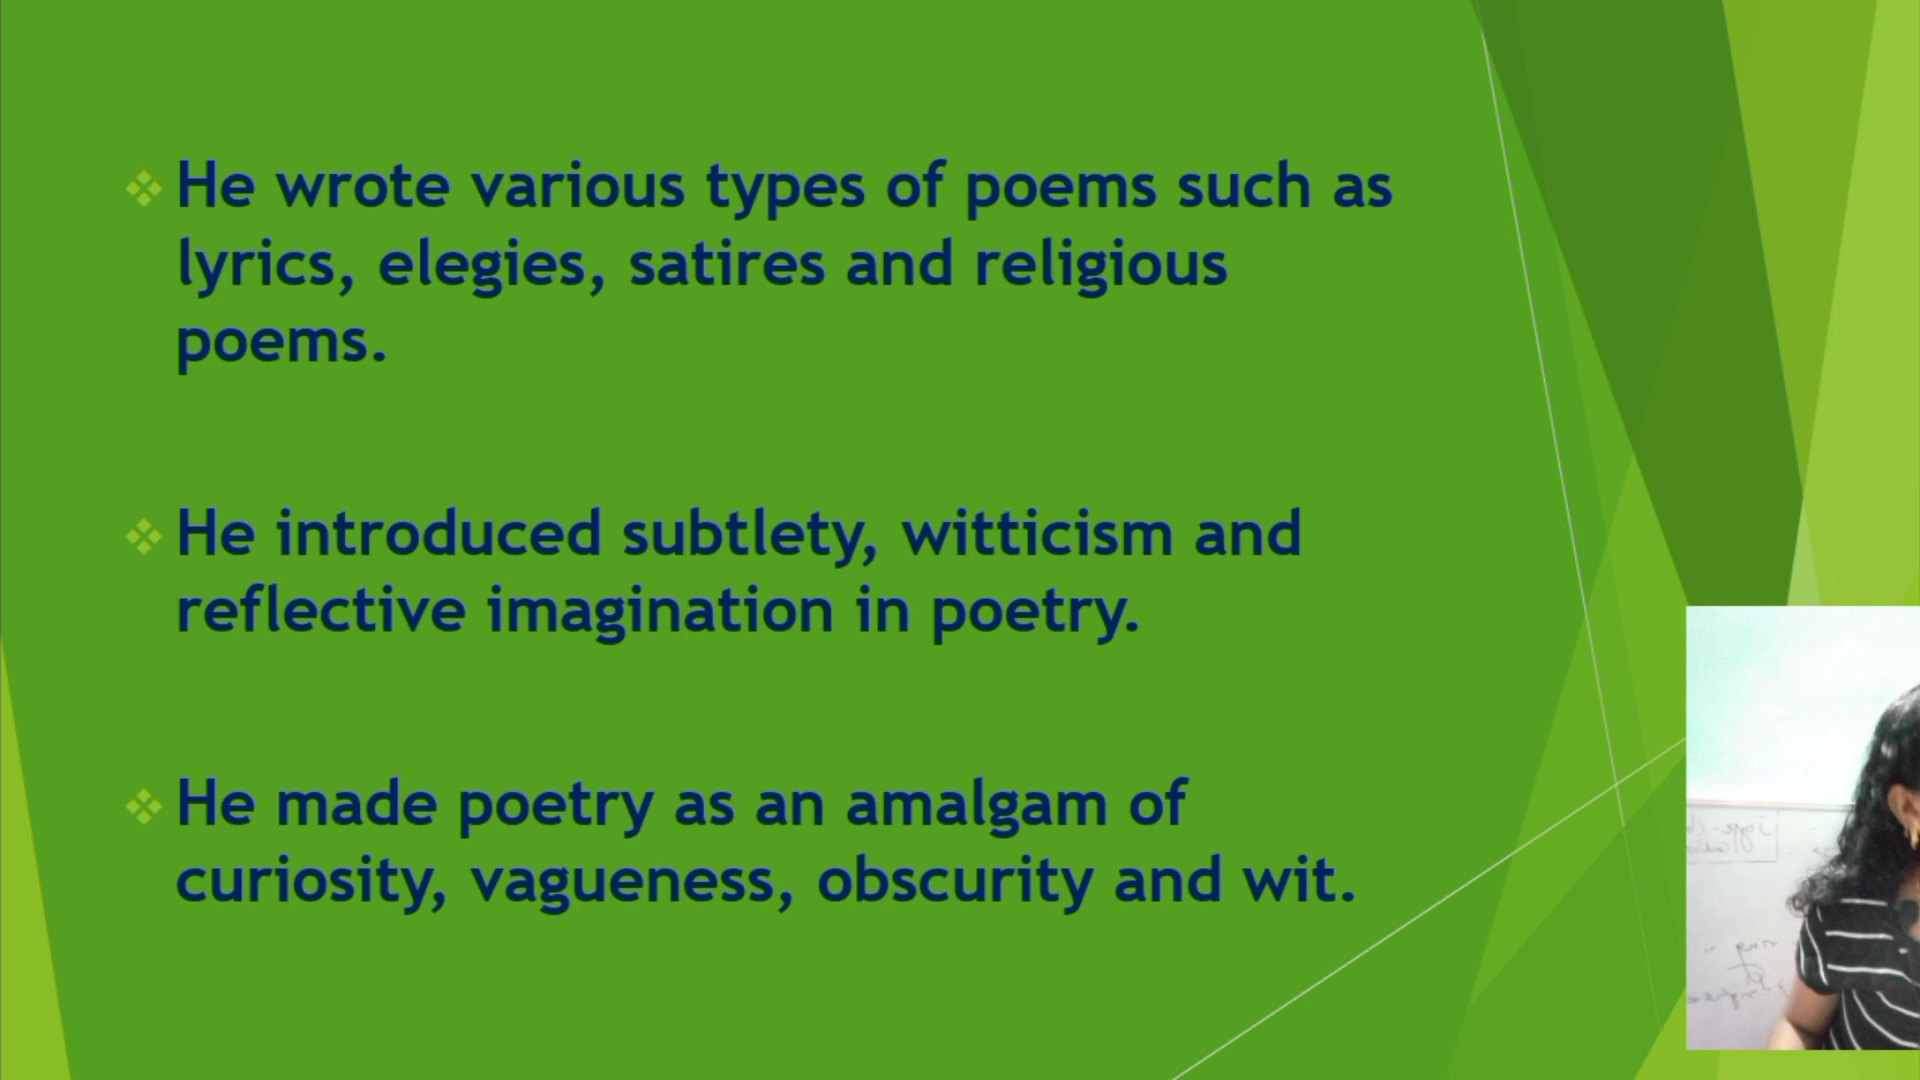 He wrote various types of poems such as
lyrics, elegies, satires and religious
poems.
He introduced subtlety, witticism and
reflective imagination in poetry.
He made poetry as an amalgam of
curiosity, vagueness, obscurity and wit.